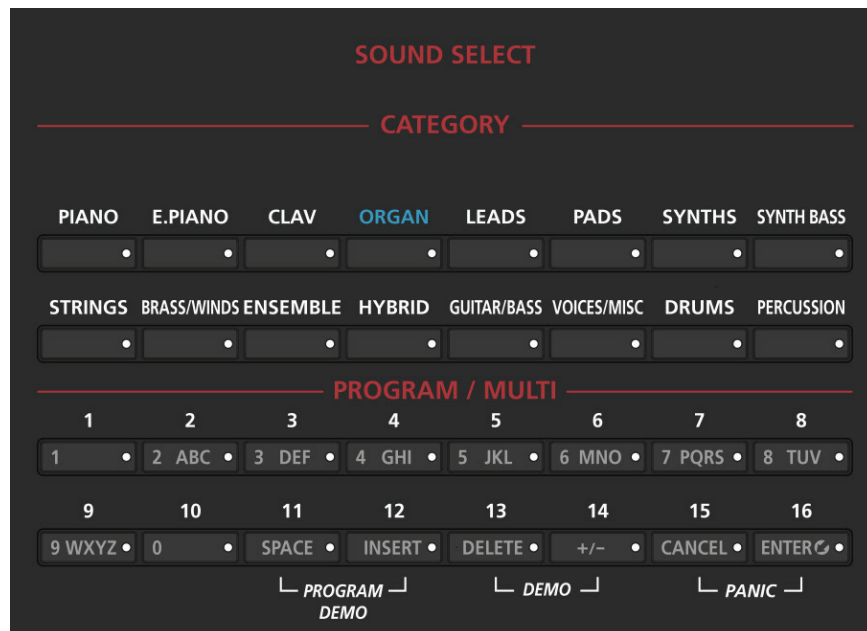 SOUND SELECT
CATEGORY
PIANO E.PIANO CLAV ORGAN LEADS PADS SYNTHS SYNTH BASS
STRINGS BRASS/WINDS ENSEMBLE HYBRID GUITAR/BASS VOICES/MISC DRUMS PERCUSSION
PROGRAM / MULTI
1 2 3 4 5 6 7 8
1 2 ABC 3 DEF 4 GHI 5 JKL 6 MNO 7 PQRS 8 TUV
9 10 11 12 13 14 15 16
9 WXYZ 0 SPACE INSERT DELETE +/- CANCEL ENTER
PROGRAM DEMO PANIC
DEMO